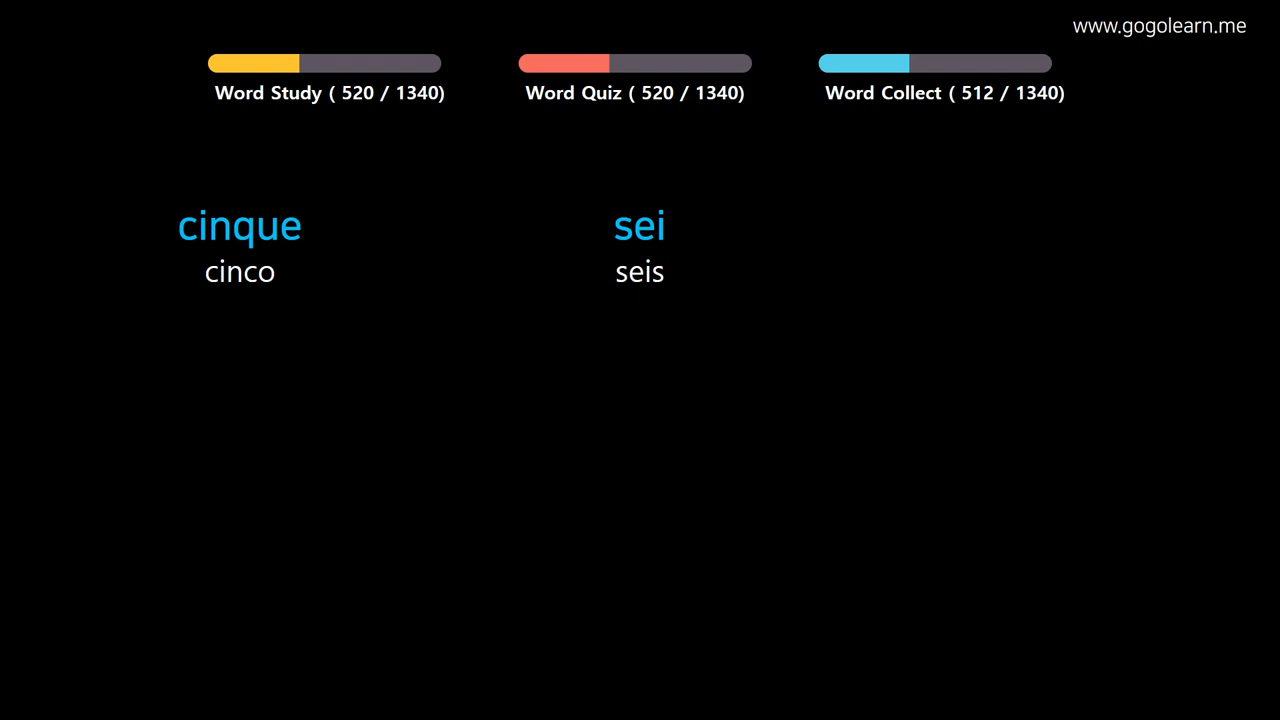 www.gogolearn.me
Word Study ( 520 / 1340)
Word Quiz ( 520 / 1340)
Word Collect ( 512 / 1340)
cinque
cinco
sei
seis